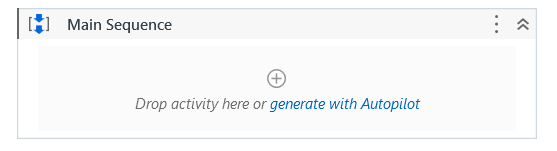 Main Sequence
Drop activity here or generate with Autopilot